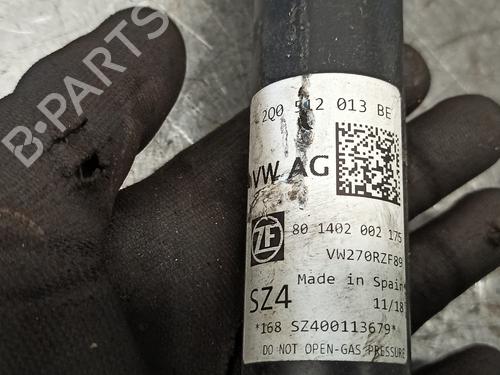 B-PARTS
2Q0 512 013 BE
VW AG
ZF
80 1402 002 175
VW270RZF89
Made in Spain
SZ4
11/18
*168 SZ400113679*
DO NOT OPEN-GAS PRESSURE